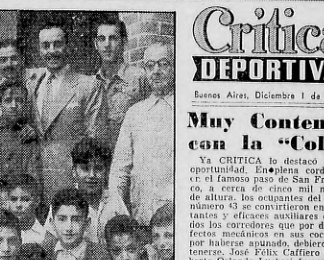 Crítica
DEPORTIV
Buenos Aires, Diciembre 1 de
Muy Conten
con la "Col
Ya CRITICA lo destacó
oportunidad. En plena cord
en el famoso paso de San Fr
co, a cerca de cinco mil m
de altura. los ocupantes del
número 43 se convirtieron en
tantes y eficaces auxiliares
dos los corredores que por d
fectos mecánicos en sus coc
por haberse apunado, debiero
tenerse. José Félix Caffiero